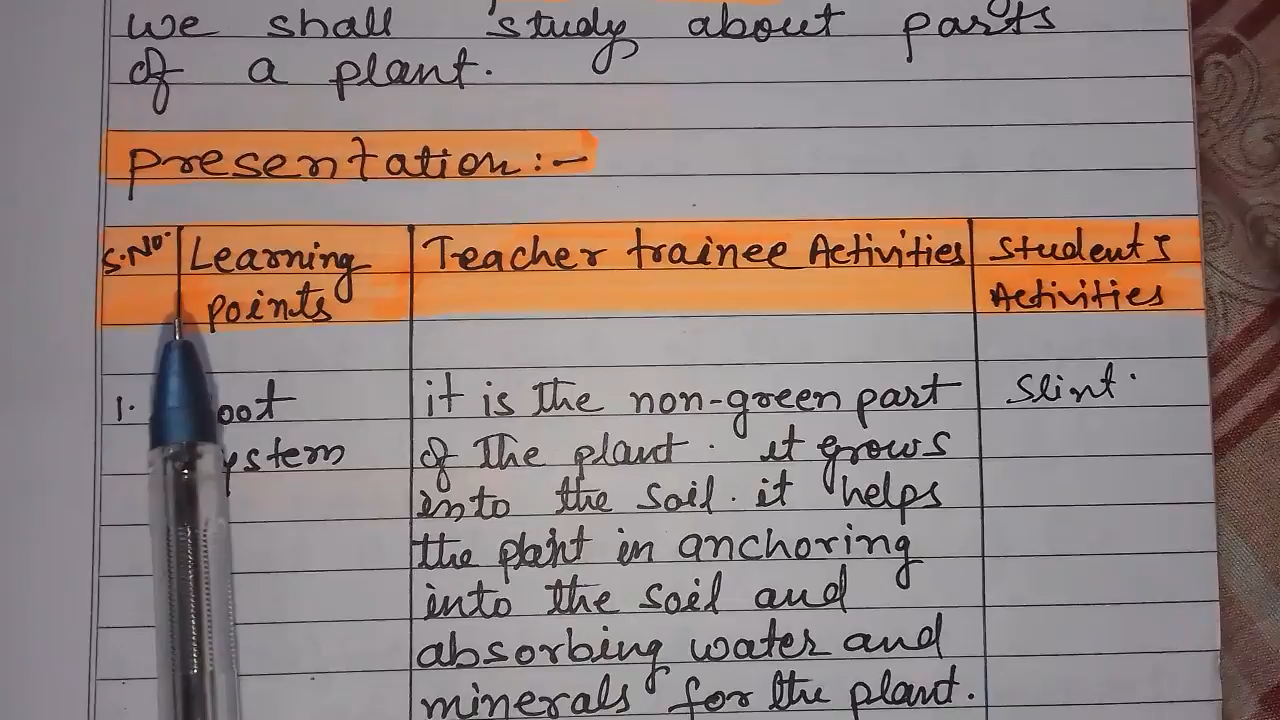 we shall study about parts
of a plant.
Presentation:-
S.No. Learning points Teacher trainee Activities Student's Activities
1. oot it is the non-green part slint.
ystem of the plant. it grows
into the soil. it helps
the plant in anchoring
into the soil and
absorbing water and
minerals for the plant.